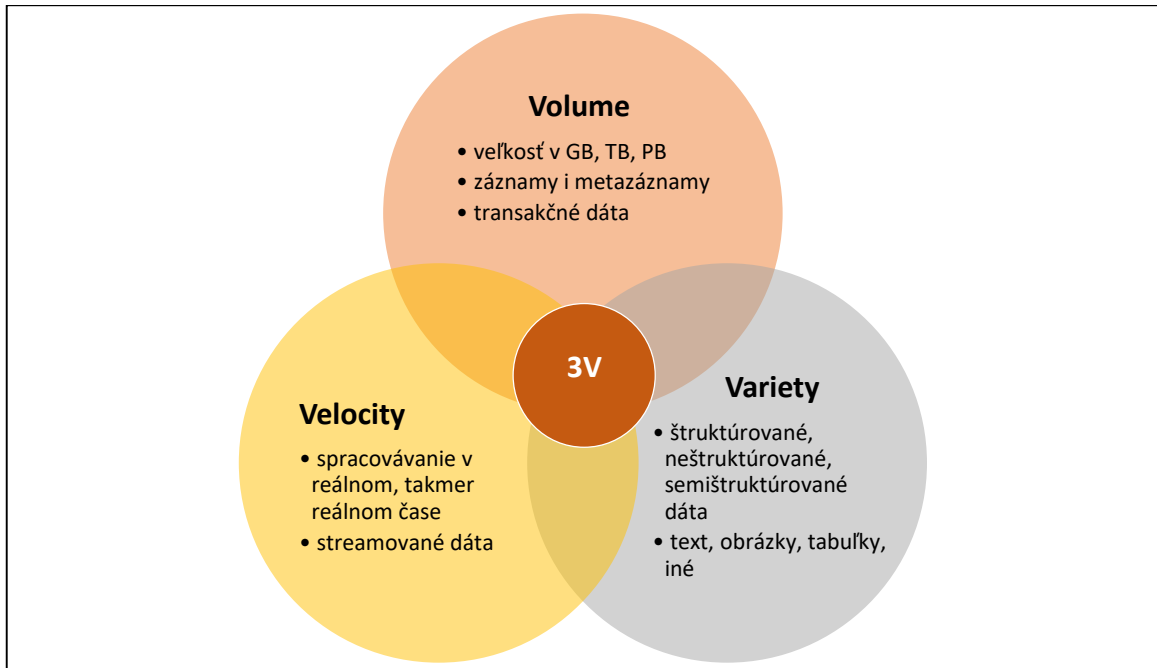 Volume
• veľkosť v GB, TB, PB
• záznamy i metazáznamy
• transakčné dáta
3V
Velocity
• spracovávanie v
reálnom, takmer
reálnom čase
• streamované dáta
Variety
• štruktúrované,
neštruktúrované,
semištruktúrované
dáta
• text, obrázky, tabuľky,
iné